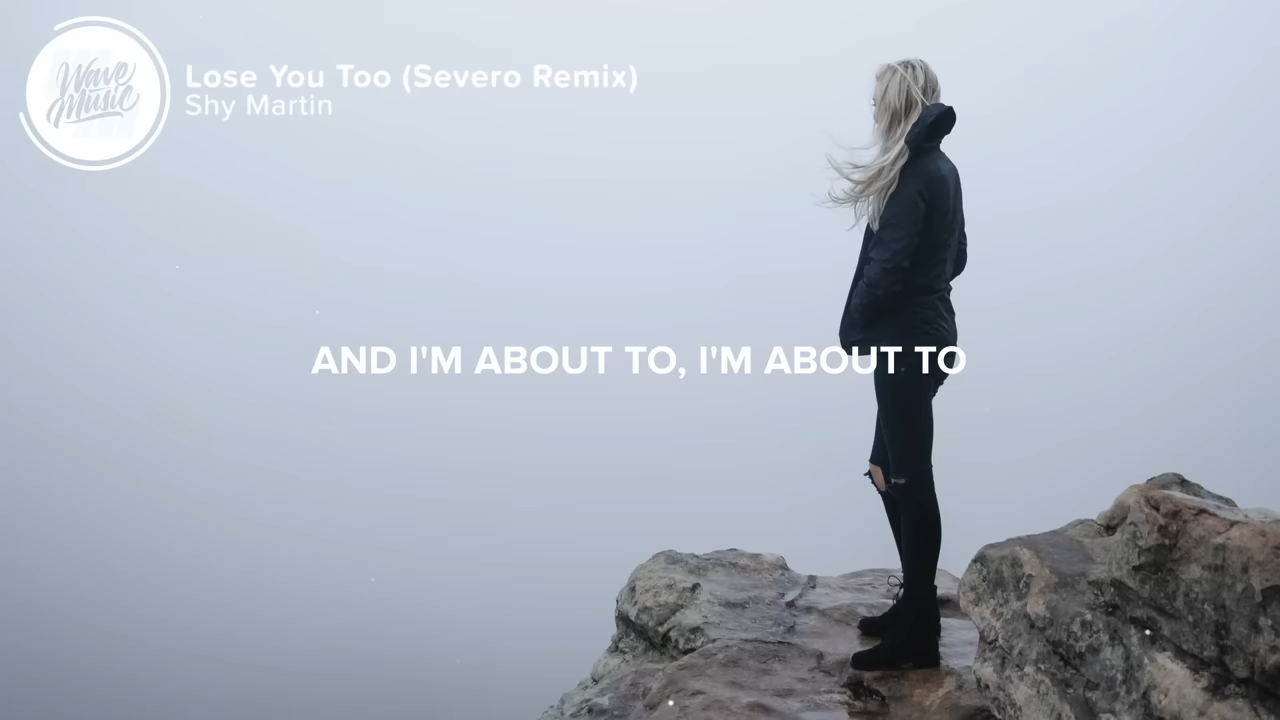 Wave
Music
Lose You Too (Severo Remix)
Shy Martin
AND I'M ABOUT TO, I'M ABOUT TO